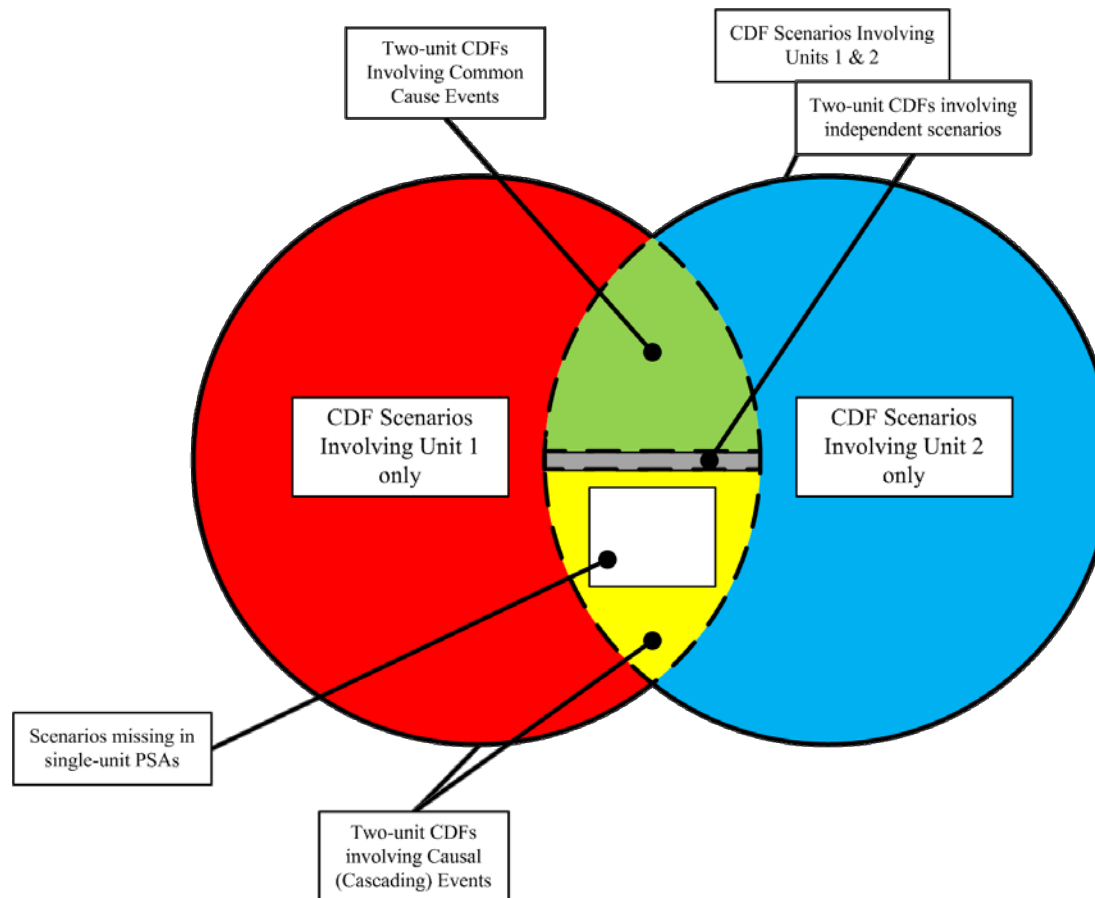 Two-unit CDFs
Involving Common
Cause Events
CDF Scenarios Involving
Units 1 & 2
Two-unit CDFs involving
independent scenarios
CDF Scenarios
Involving Unit 1
only
CDF Scenarios
Involving Unit 2
only
Scenarios missing in
single-unit PSAs
Two-unit CDFs
involving Causal
(Cascading) Events